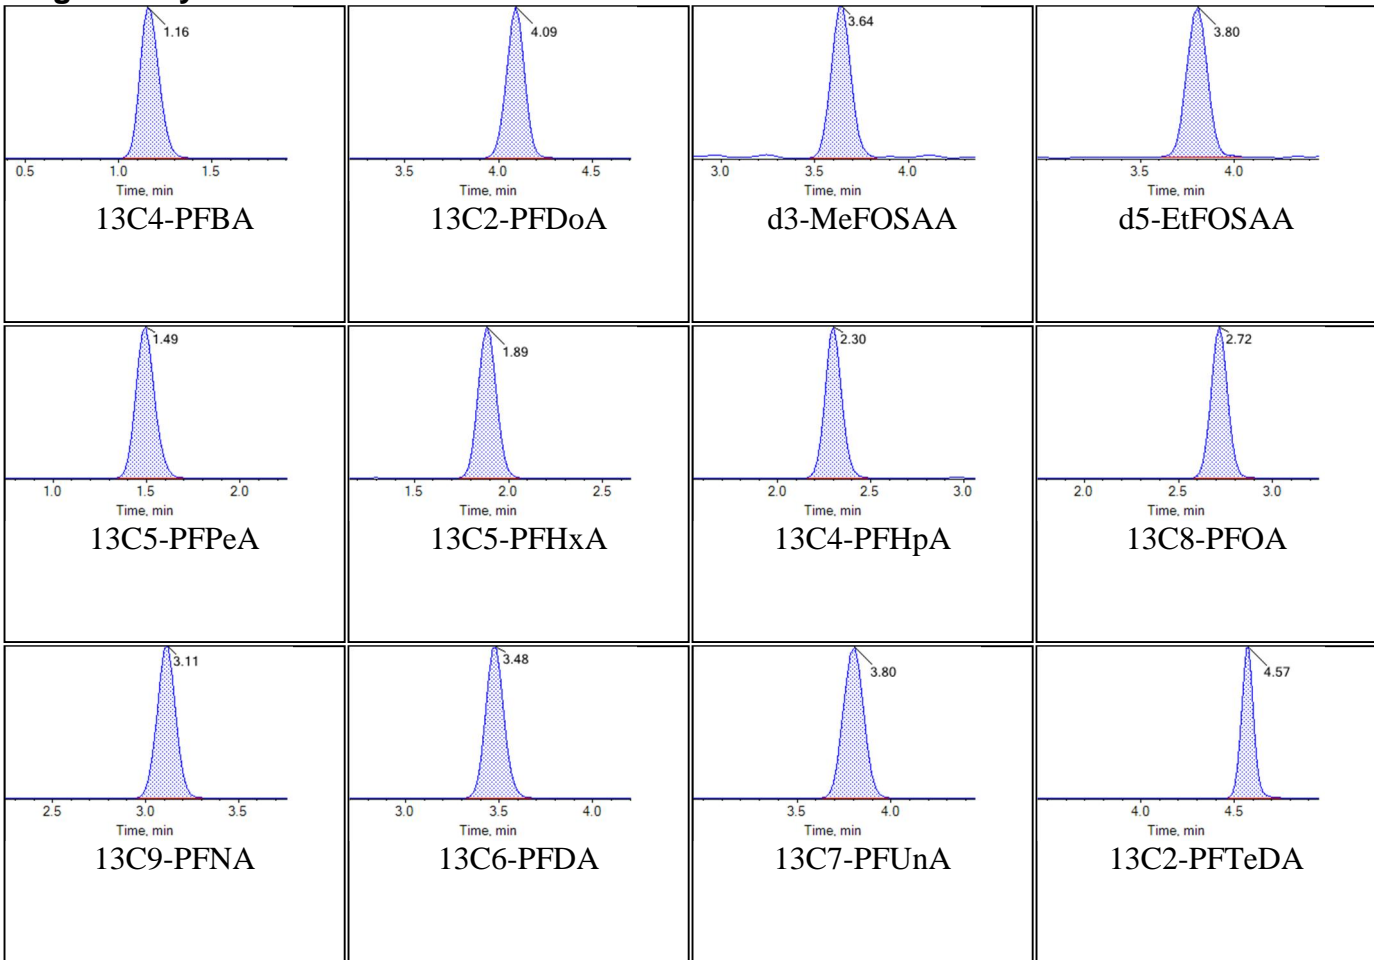 1.16
0.5 1.0 1.5
Time, min
13C4-PFBA
4.09
3.5 4.0 4.5
Time, min
13C2-PFDoA
3.64
3.0 3.5 4.0
Time, min
d3-MeFOSAA
3.80
3.5 4.0
Time, min
d5-EtFOSAA
1.49
1.0 1.5 2.0
Time, min
13C5-PFPeA
1.89
1.5 2.0 2.5
Time, min
13C5-PFHxA
2.30
2.0 2.5 3.0
Time, min
13C4-PFHpA
2.72
2.0 2.5 3.0
Time, min
13C8-PFOA
3.11
2.5 3.0 3.5
Time, min
13C9-PFNA
3.48
3.0 3.5 4.0
Time, min
13C6-PFDA
3.80
3.5 4.0
Time, min
13C7-PFUnA
4.57
4.0 4.5
Time, min
13C2-PFTeDA